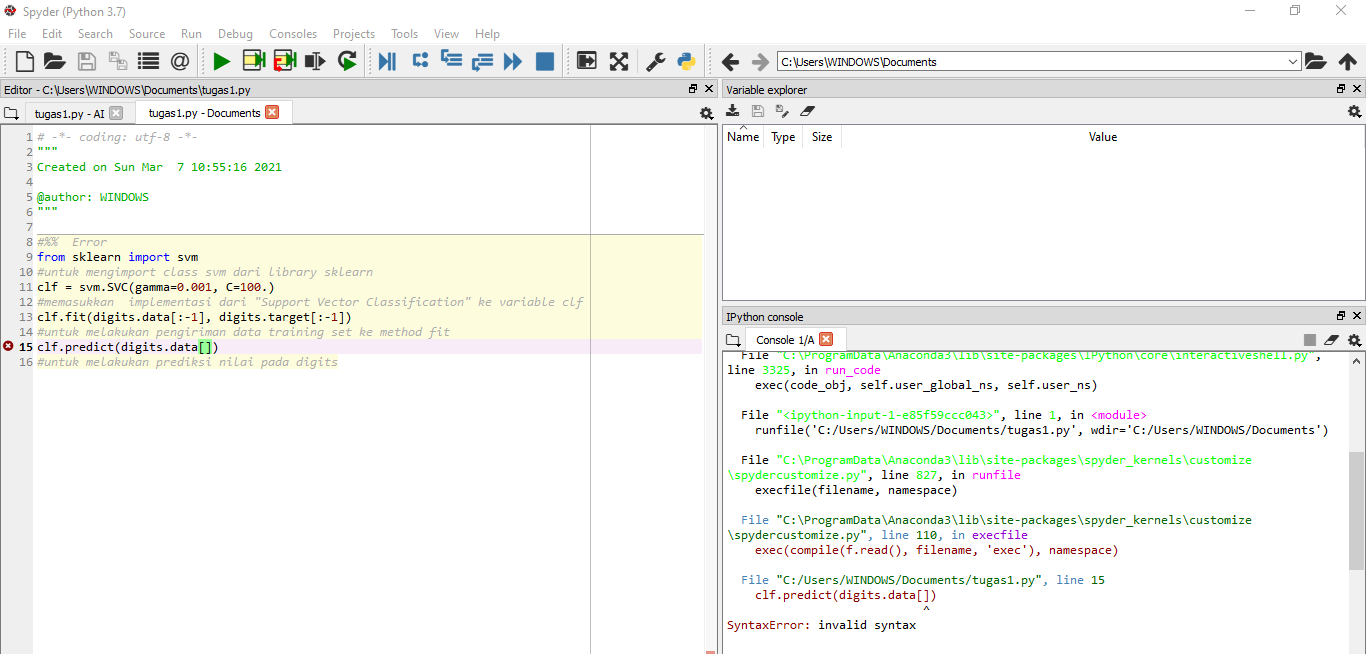 Spyder (Python 3.7)
File Edit Search Source Run Debug Consoles Projects Tools View Help
C:\Users\WINDOWS\Documents
Editor - C:\Users\WINDOWS\Documents\tugas1.py
tugas1.py - AI
tugas1.py - Documents
1 # -*- coding: utf-8 -*-
2 """
3 Created on Sun Mar  7 10:55:16 2021
4
5 @author: WINDOWS
6 """
7
8 #%%  Error
9 from sklearn import svm
10 #untuk mengimport class svm dari library sklearn
11 clf = svm.SVC(gamma=0.001, C=100.)
12 #memasukkan  implementasi dari "Support Vector Classification" ke variable clf
13 clf.fit(digits.data[:-1], digits.target[:-1])
14 #untuk melakukan pengiriman data training set ke method fit
15 clf.predict(digits.data[])
16 #untuk melakukan prediksi nilai pada digits
Variable explorer
Name Type Size Value
IPython console
Console 1/A
File "C:\ProgramData\Anaconda3\lib\site-packages\IPython\core\interactiveshell.py",
line 3325, in run_code
exec(code_obj, self.user_global_ns, self.user_ns)
File "<ipython-input-1-e85f59ccc043>", line 1, in <module>
runfile('C:/Users/WINDOWS/Documents/tugas1.py', wdir='C:/Users/WINDOWS/Documents')
File "C:\ProgramData\Anaconda3\lib\site-packages\spyder_kernels\customize
\spydercustomize.py", line 827, in runfile
execfile(filename, namespace)
File "C:\ProgramData\Anaconda3\lib\site-packages\spyder_kernels\customize
\spydercustomize.py", line 110, in execfile
exec(compile(f.read(), filename, 'exec'), namespace)
File "C:/Users/WINDOWS/Documents/tugas1.py", line 15
clf.predict(digits.data[])
^
SyntaxError: invalid syntax